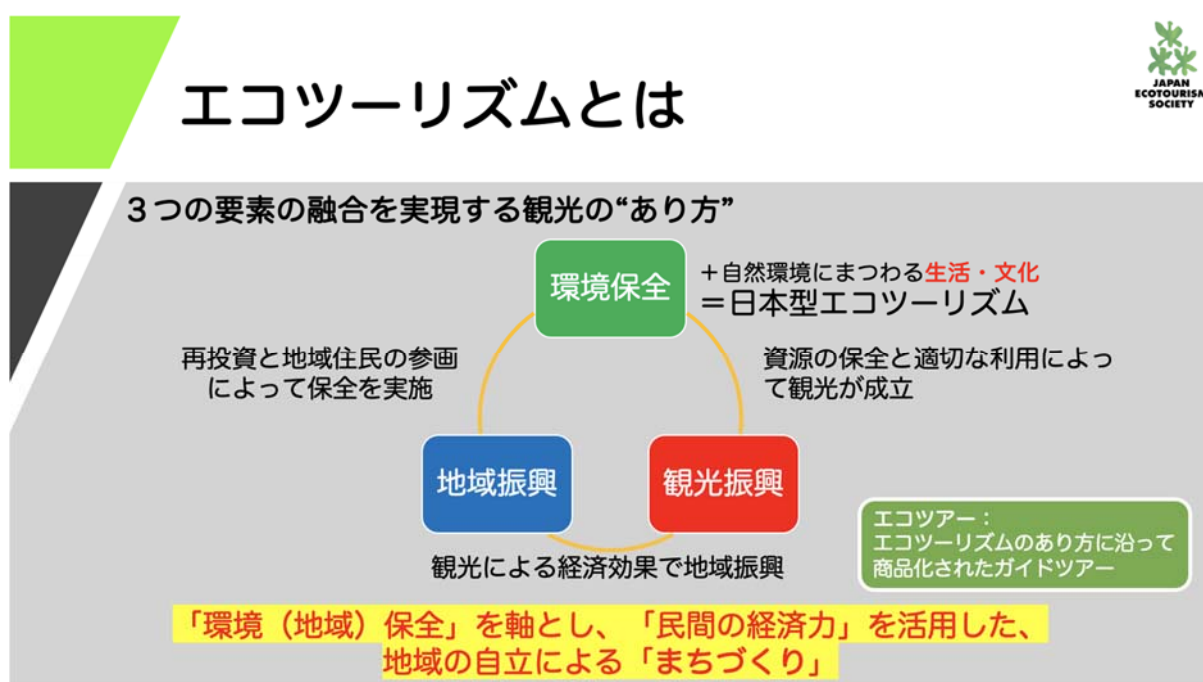 エコツーリズムとは
JAPAN
ECOTOURISM
SOCIETY
３つの要素の融合を実現する観光の“あり方”
環境保全
＋自然環境にまつわる生活・文化
＝日本型エコツーリズム
再投資と地域住民の参画
によって保全を実施
資源の保全と適切な利用によっ
て観光が成立
地域振興
観光振興
観光による経済効果で地域振興
エコツアー：
エコツーリズムのあり方に沿って
商品化されたガイドツアー
「環境（地域）保全」を軸とし、「民間の経済力」を活用した、
地域の自立による「まちづくり」